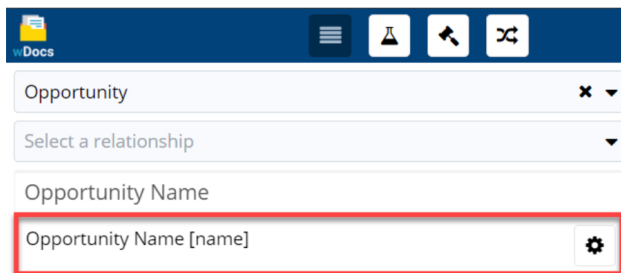 wDocs
Opportunity
Select a relationship
Opportunity Name
Opportunity Name [name]